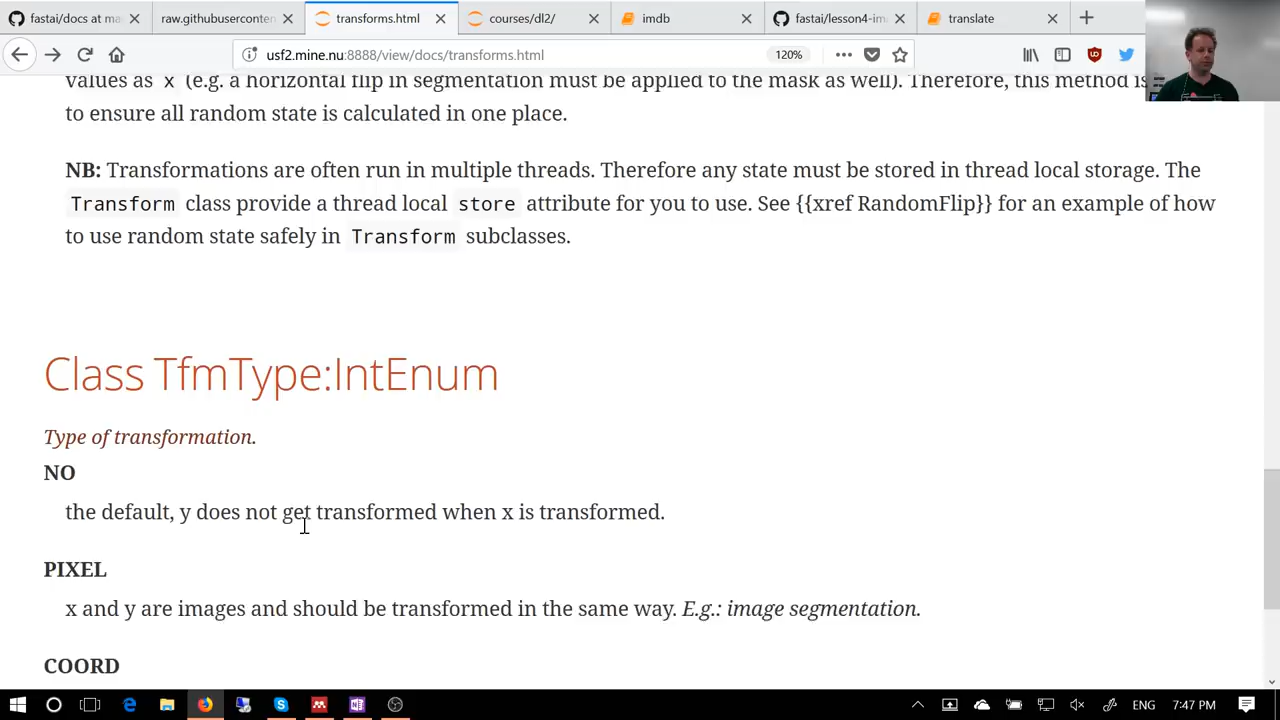 fastai/docs at ma
raw.githubusercontent
transforms.html
courses/dl2/
imdb
fastai/lesson4-im
translate
usf2.mine.nu:8888/view/docs/transforms.html
120%
values as x (e.g. a horizontal flip in segmentation must be applied to the mask as well). Therefore, this method is
to ensure all random state is calculated in one place.
NB: Transformations are often run in multiple threads. Therefore any state must be stored in thread local storage. The
Transform class provide a thread local store attribute for you to use. See {{xref RandomFlip}} for an example of how
to use random state safely in Transform subclasses.
Class TfmType:IntEnum
Type of transformation.
NO
the default, y does not get transformed when x is transformed.
PIXEL
x and y are images and should be transformed in the same way. E.g.: image segmentation.
COORD
ENG
7:47 PM